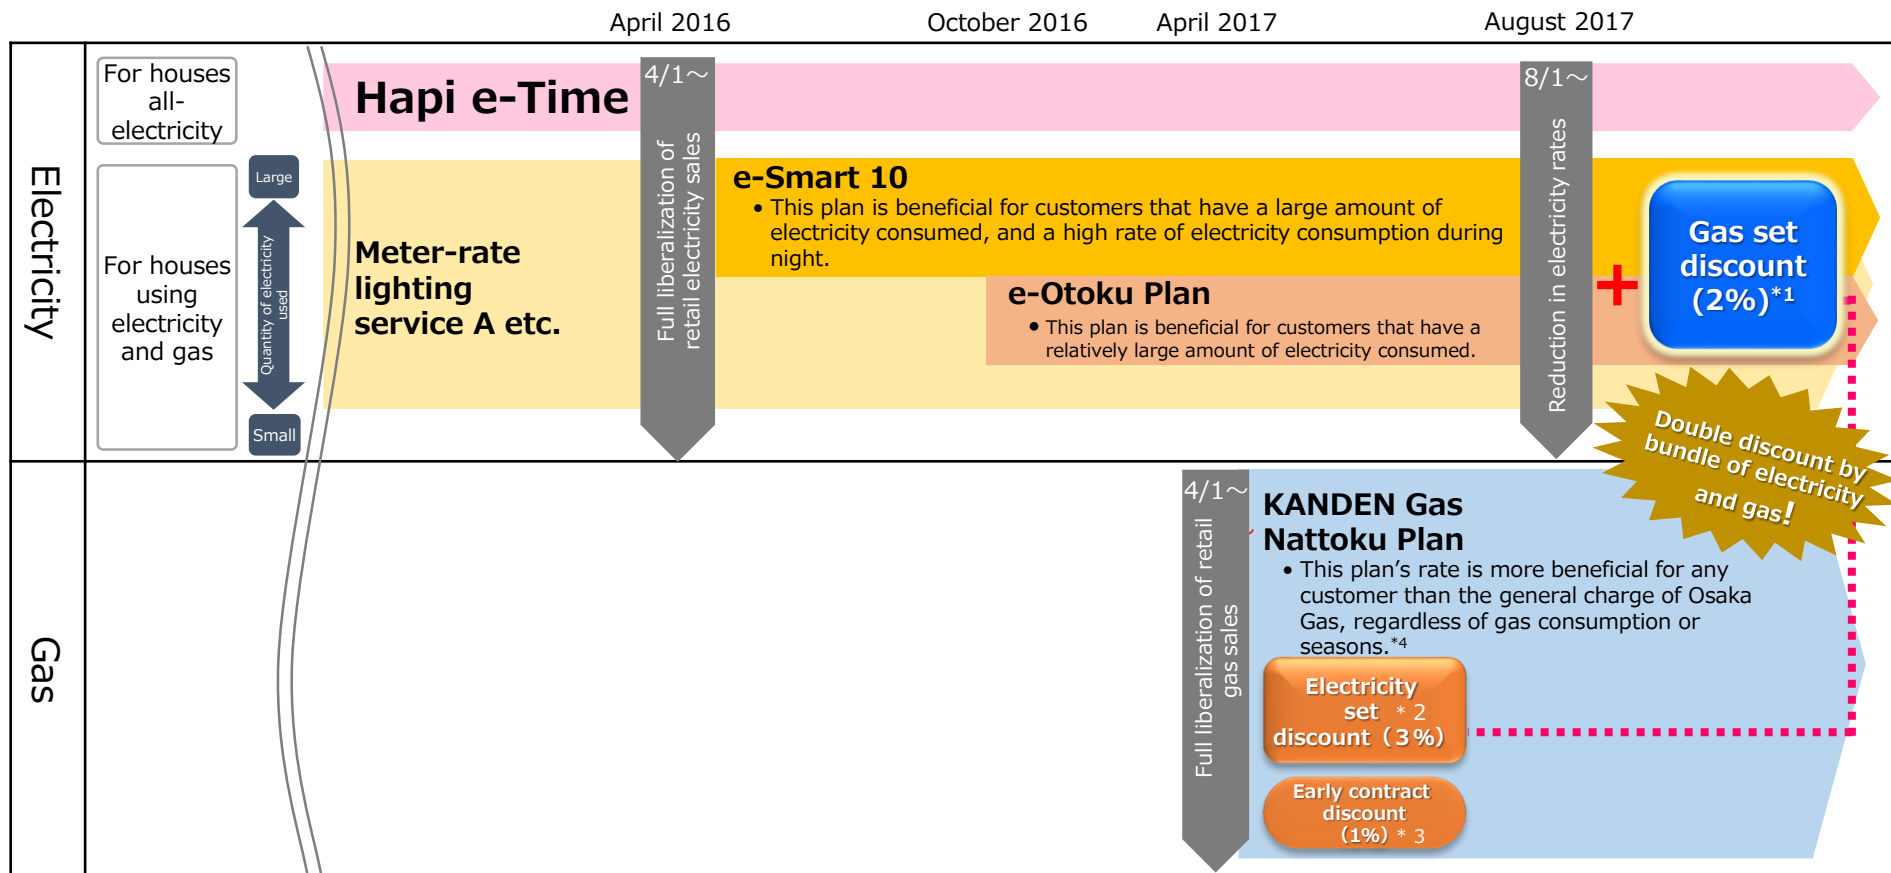 April 2016
October 2016
April 2017
August 2017
Electricity
For houses
all-
electricity
Hapi e-Time
4/1～
Full liberalization of
retail electricity sales
8/1～
Reduction in electricity rates
For houses
using
electricity
and gas
Large
Quantity of electricity
used
Small
Meter-rate
lighting
service A etc.
e-Smart 10
• This plan is beneficial for customers that have a large amount of
electricity consumed, and a high rate of electricity consumption during
night.
e-Otoku Plan
• This plan is beneficial for customers that have a
relatively large amount of electricity consumed.
+
Gas set
discount
(2%)*1
Double discount by
bundle of electricity
and gas!
Gas
4/1～
Full liberalization of retail
gas sales
KANDEN Gas
Nattoku Plan
• This plan's rate is more beneficial for any
customer than the general charge of Osaka
Gas, regardless of gas consumption or
seasons.*4
Electricity
set *2
discount（3%）
Early contract
discount
(1%) *3